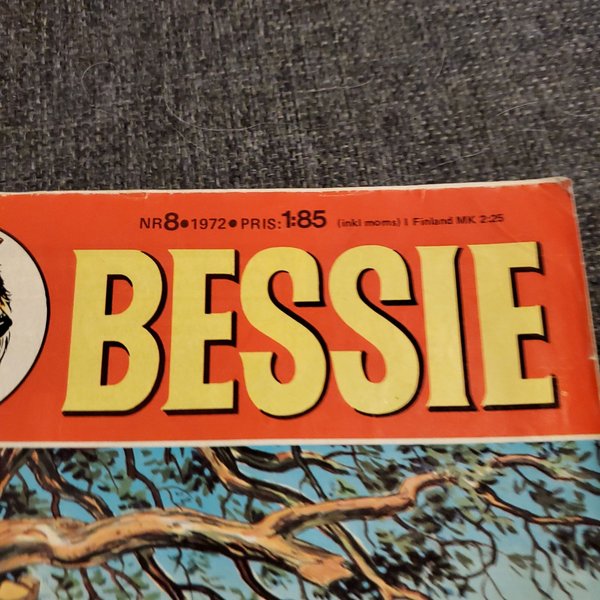 NR8•1972•PRIS:1:85 (inkl moms) I Finland MK 2:25
BESSIE